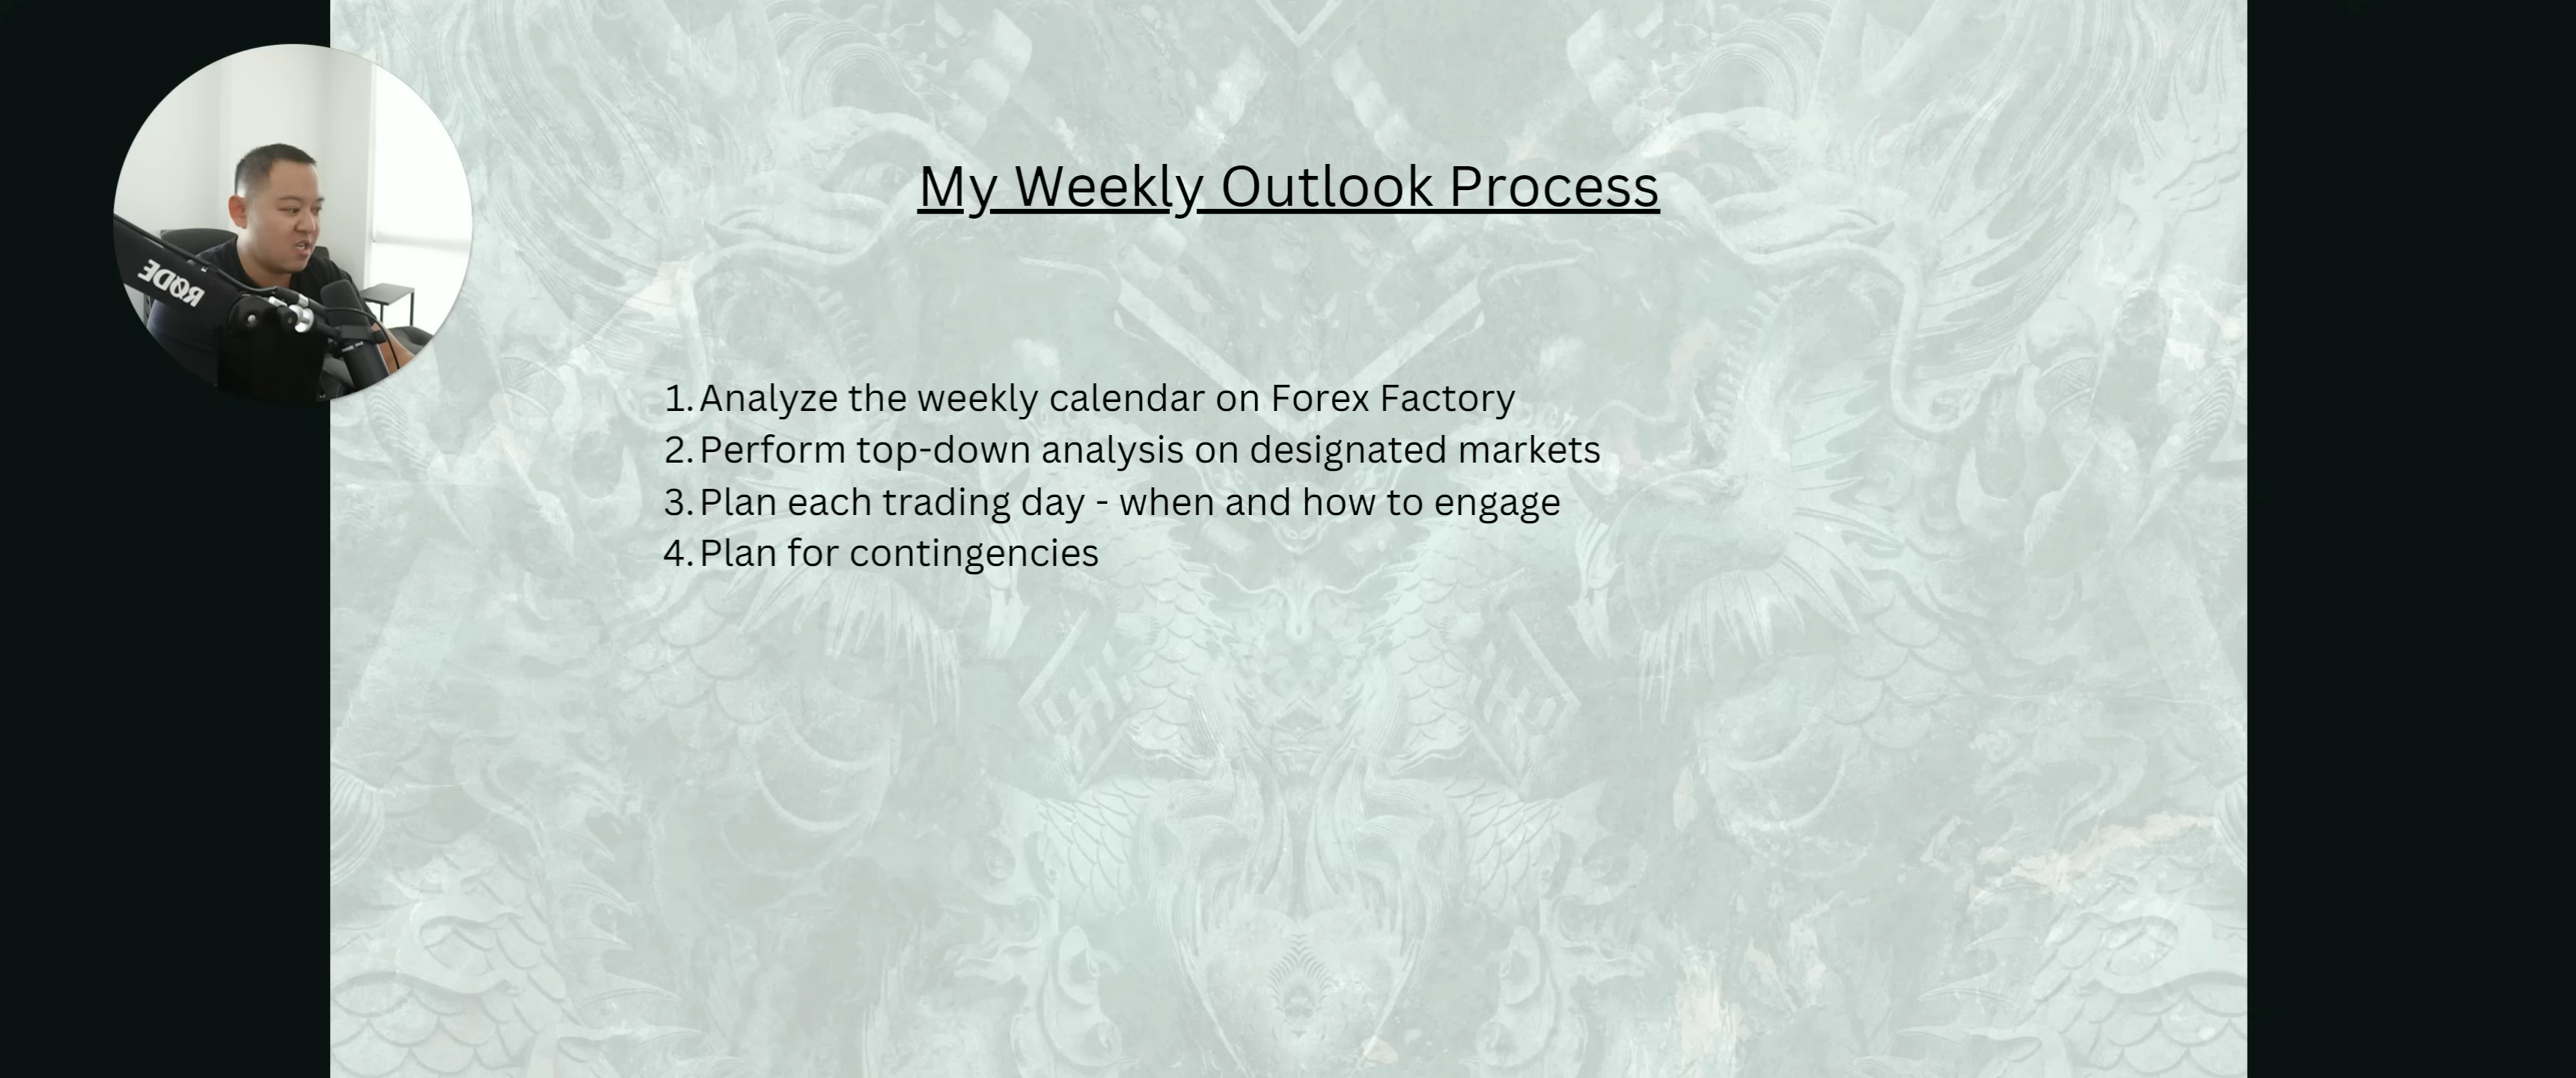 My Weekly Outlook Process
RØDE
1. Analyze the weekly calendar on Forex Factory
2. Perform top-down analysis on designated markets
3. Plan each trading day - when and how to engage
4. Plan for contingencies